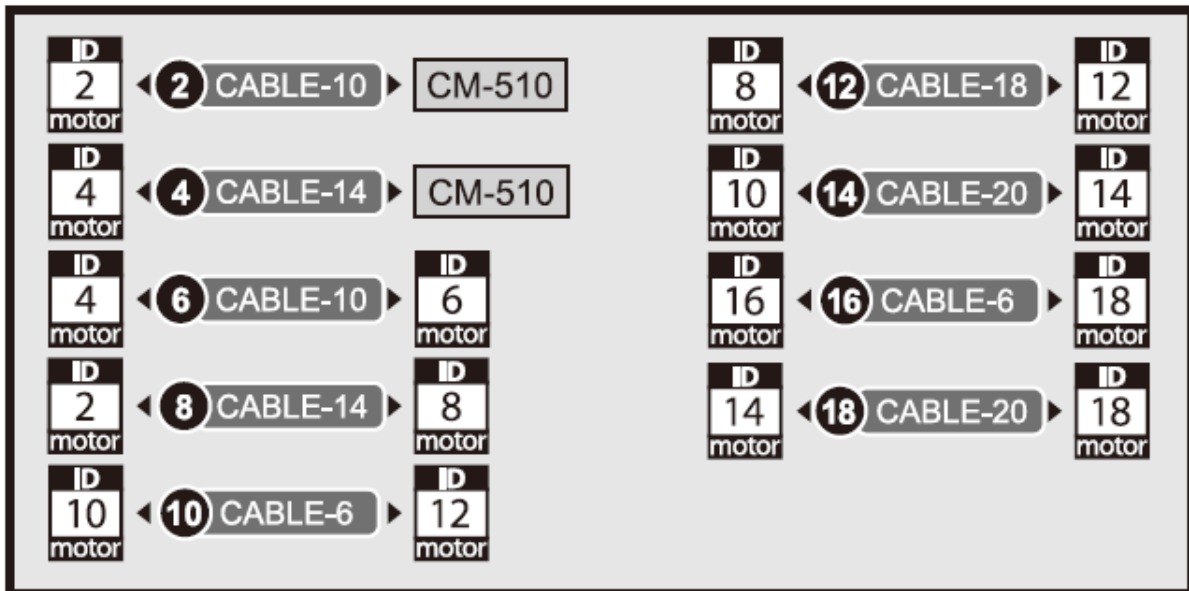 ID ID ID
2 2 CABLE-10 CM-510 8 12 CABLE-18 12
motor motor motor
ID ID ID
4 4 CABLE-14 CM-510 10 14 CABLE-20 14
motor motor motor
ID ID ID ID
4 6 CABLE-10 6 16 16 CABLE-6 18
motor motor motor motor
ID ID ID ID
2 8 CABLE-14 8 14 18 CABLE-20 18
motor motor motor motor
ID ID
10 10 CABLE-6 12
motor motor